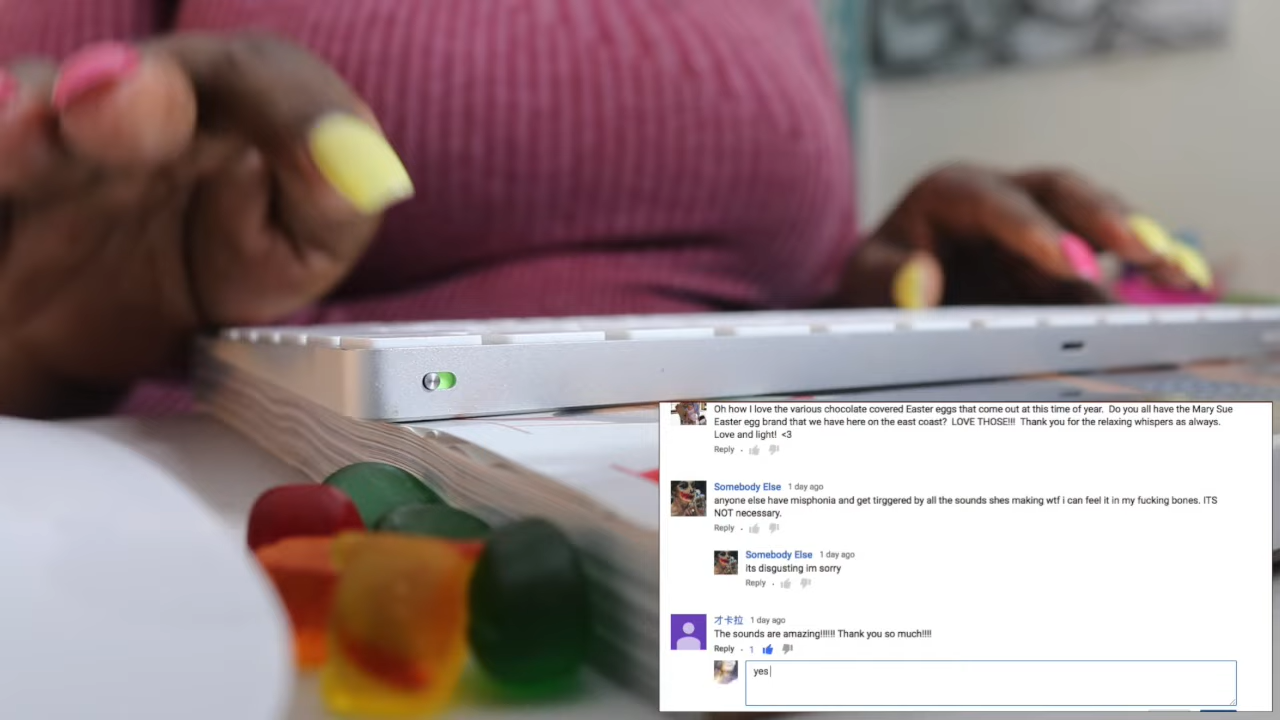 Oh how I love the various chocolate covered Easter eggs that come out at this time of year. Do you all have the Mary Sue
Easter egg brand that we have here on the east coast? LOVE THOSE!!! Thank you for the relaxing whispers as always.
Love and light! <3
Reply
Somebody Else 1 day ago
anyone else have misphonia and get tirggered by all the sounds shes making wtf i can feel it in my fucking bones. ITS
NOT necessary.
Reply
Somebody Else 1 day ago
its disgusting im sorry
Reply
才卡拉 1 day ago
The sounds are amazing!!!!!! Thank you so much!!!!
Reply · 1
yes